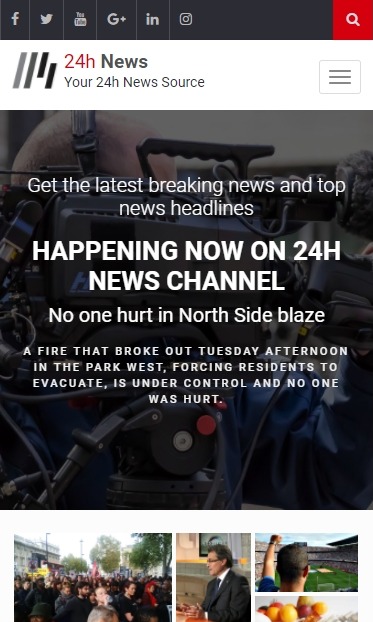 24h News
Your 24h News Source
Get the latest breaking news and top
news headlines
HAPPENING NOW ON 24H
NEWS CHANNEL
No one hurt in North Side blaze
A FIRE THAT BROKE OUT TUESDAY AFTERNOON
IN THE PARK WEST, FORCING RESIDENTS TO
EVACUATE, IS UNDER CONTROL AND NO ONE
WAS HURT.